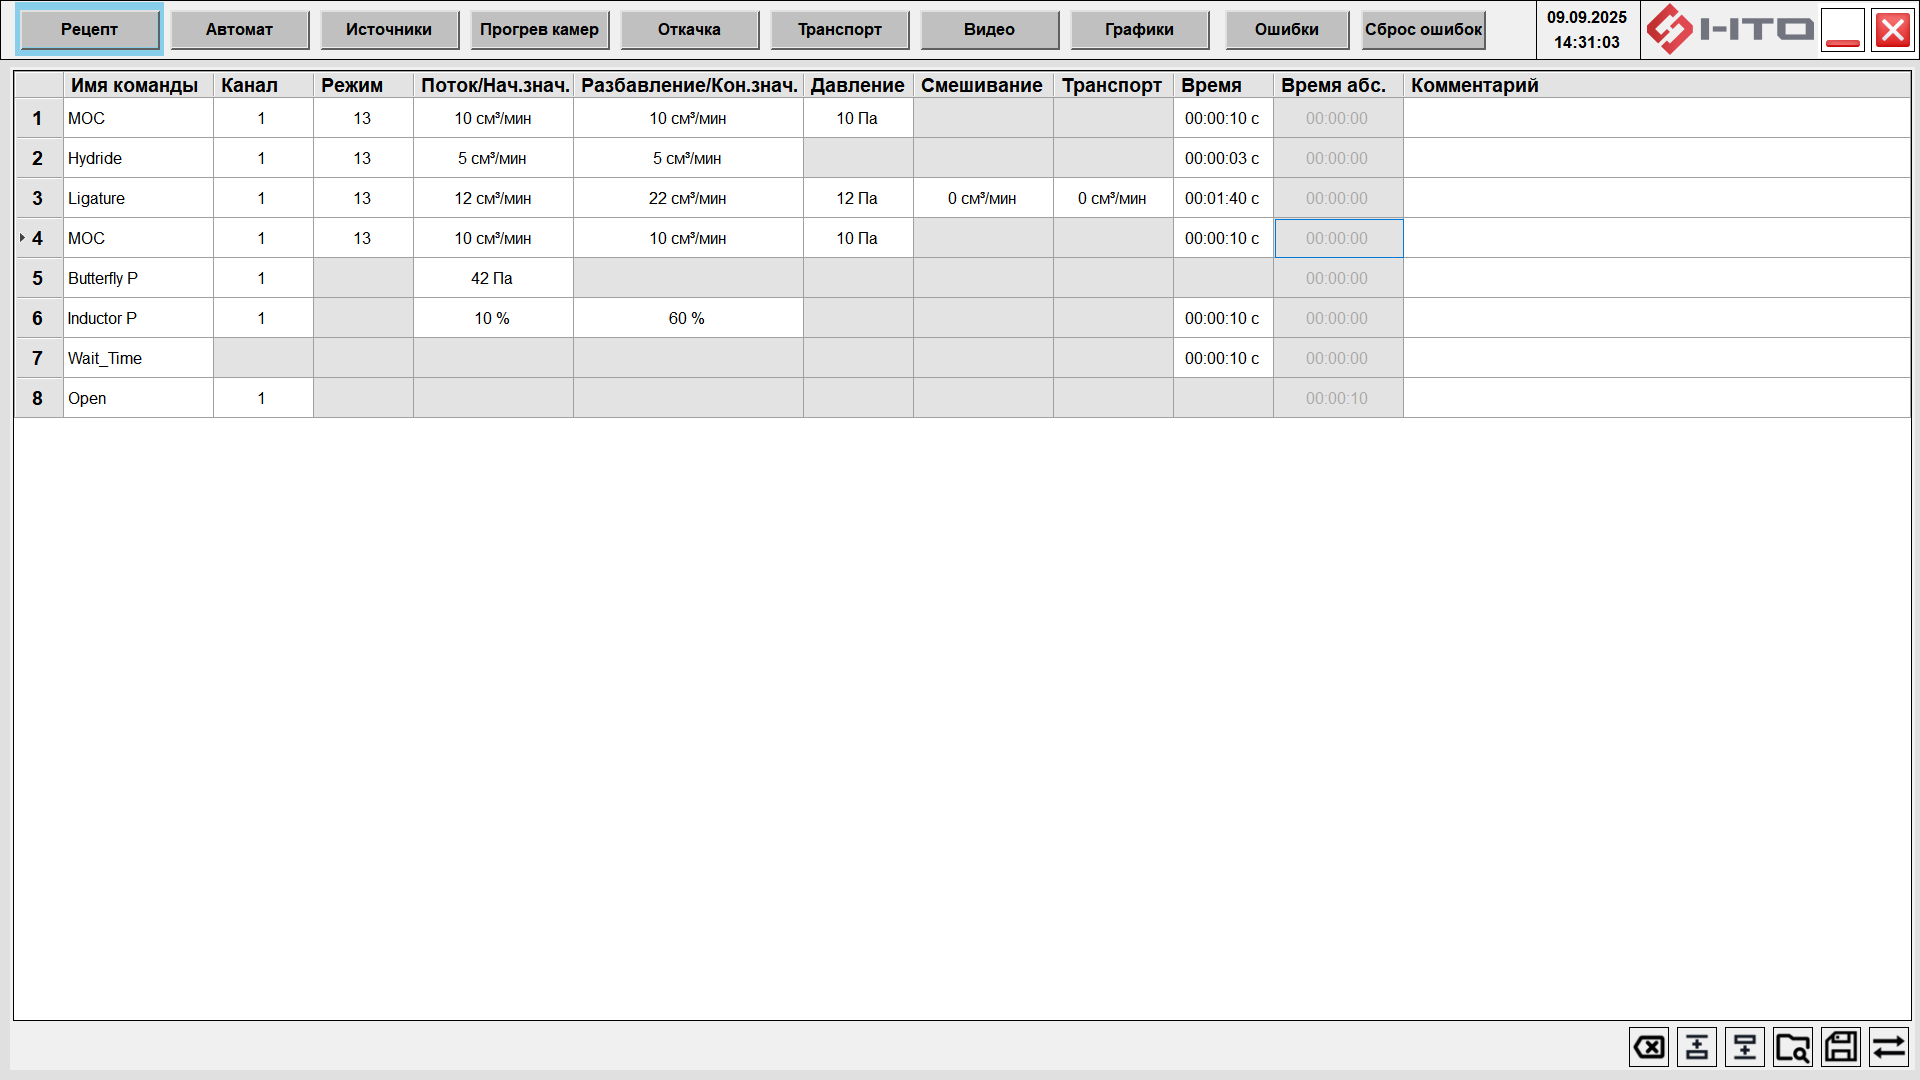 Рецепт Автомат Источники Прогрев камер Откачка Транспорт Видео Графики Ошибки Сброс ошибок 09.09.2025 14:31:03 НТО
Имя команды Канал Режим Поток/Нач.знач. Разбавление/Кон.знач. Давление Смешивание Транспорт Время Время абс. Комментарий
1 MOC 1 13 10 см³/мин 10 см³/мин 10 Па 00:00:10 с 00:00:00
2 Hydride 1 13 5 см³/мин 5 см³/мин 00:00:03 с 00:00:00
3 Ligature 1 13 12 см³/мин 22 см³/мин 12 Па 0 см³/мин 0 см³/мин 00:01:40 с 00:00:00
4 MOC 1 13 10 см³/мин 10 см³/мин 10 Па 00:00:10 с 00:00:00
5 Butterfly P 1 42 Па 00:00:00
6 Inductor P 1 10 % 60 % 00:00:10 с 00:00:00
7 Wait_Time 00:00:10 с 00:00:00
8 Open 1 00:00:10